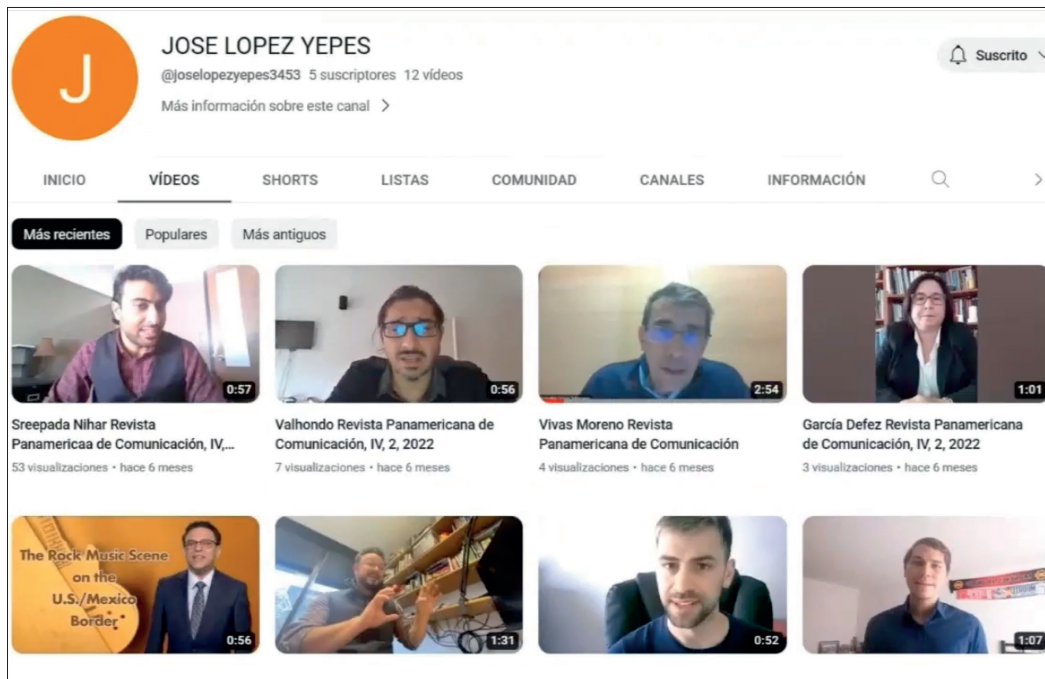 J
JOSE LOPEZ YEPES
@joselopezyepes3453 5 suscriptores 12 vídeos
Más información sobre este canal
Suscrito
INICIO VÍDEOS SHORTS LISTAS COMUNIDAD CANALES INFORMACIÓN
Más recientes Populares Más antiguos
0:57 0:56 2:54 1:01
Sreepada Nihar Revista
Panamericaa de Comunicación, IV,...
53 visualizaciones • hace 6 meses
Valhondo Revista Panamericana de
Comunicación, IV, 2, 2022
7 visualizaciones • hace 6 meses
Vivas Moreno Revista
Panamericana de Comunicación
4 visualizaciones • hace 6 meses
García Defez Revista Panamericana
de Comunicación, IV, 2, 2022
3 visualizaciones • hace 6 meses
The Rock Music Scene
on the
U.S./Mexico
Border
0:56 1:31 0:52 1:07